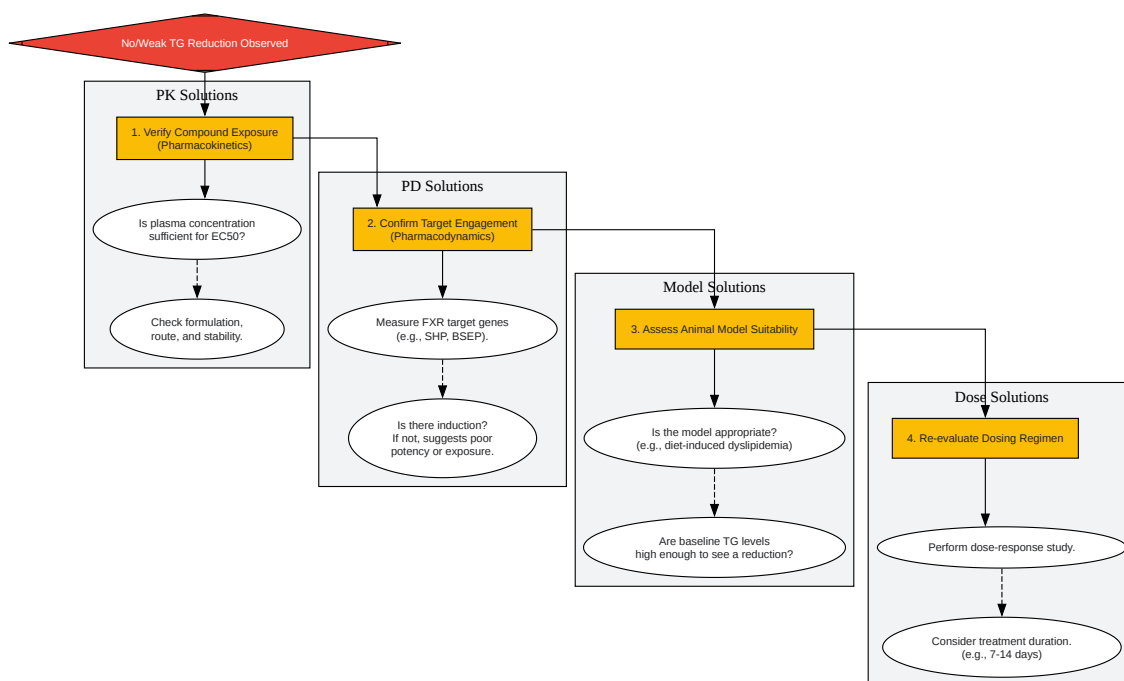 No/Weak TG Reduction Observed
PK Solutions
1. Verify Compound Exposure
(Pharmacokinetics)
Is plasma concentration
sufficient for EC50?
Check formulation,
route, and stability.
PD Solutions
2. Confirm Target Engagement
(Pharmacodynamics)
Measure FXR target genes
(e.g., SHP, BSEP).
Is there induction?
If not, suggests poor
potency or exposure.
Model Solutions
3. Assess Animal Model Suitability
Is the model appropriate?
(e.g., diet-induced dyslipidemia)
Are baseline TG levels
high enough to see a reduction?
Dose Solutions
4. Re-evaluate Dosing Regimen
Perform dose-response study.
Consider treatment duration.
(e.g., 7-14 days)